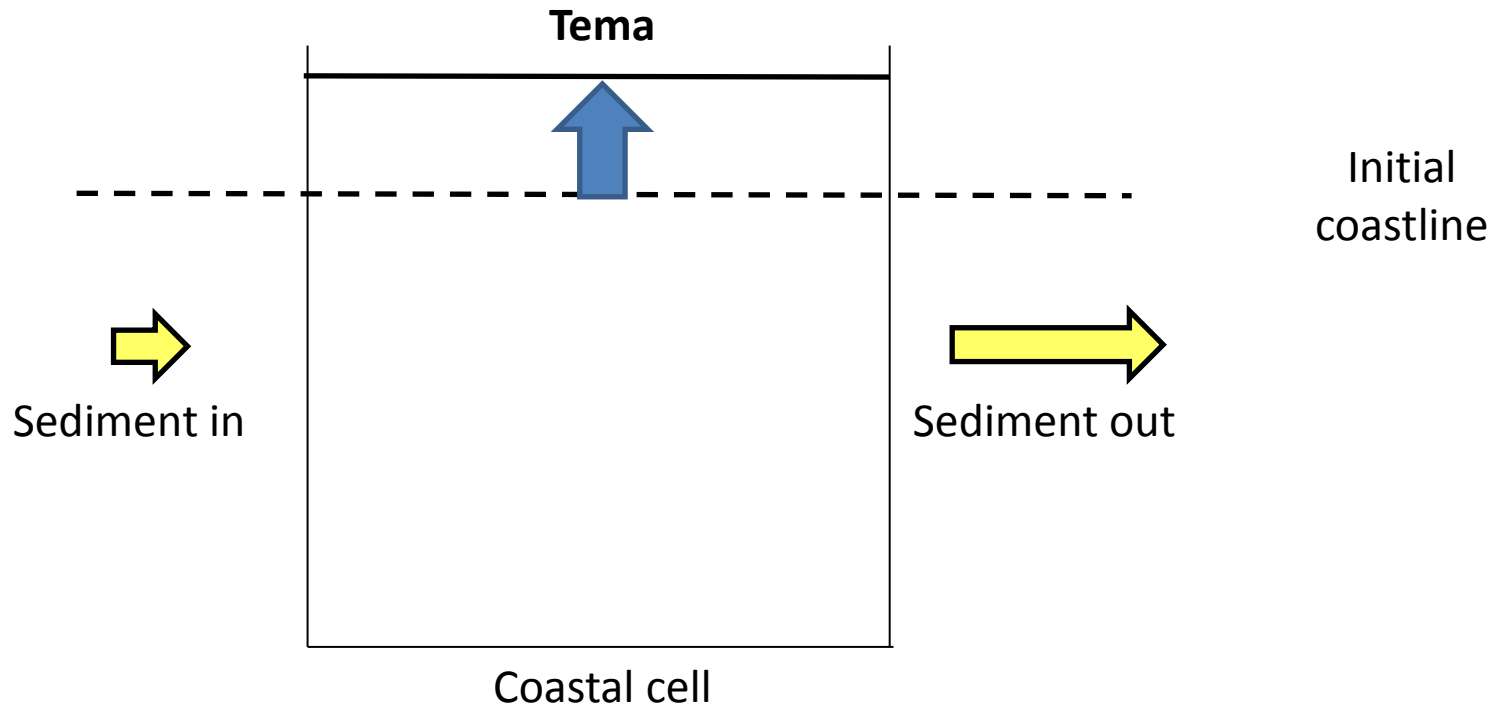 Tema
Initial
coastline
Sediment in
Sediment out
Coastal cell